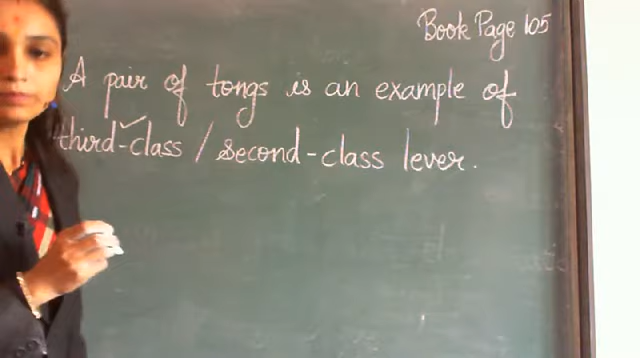 Book Page 105
A pair of tongs is an example of
third-class / second-class lever.